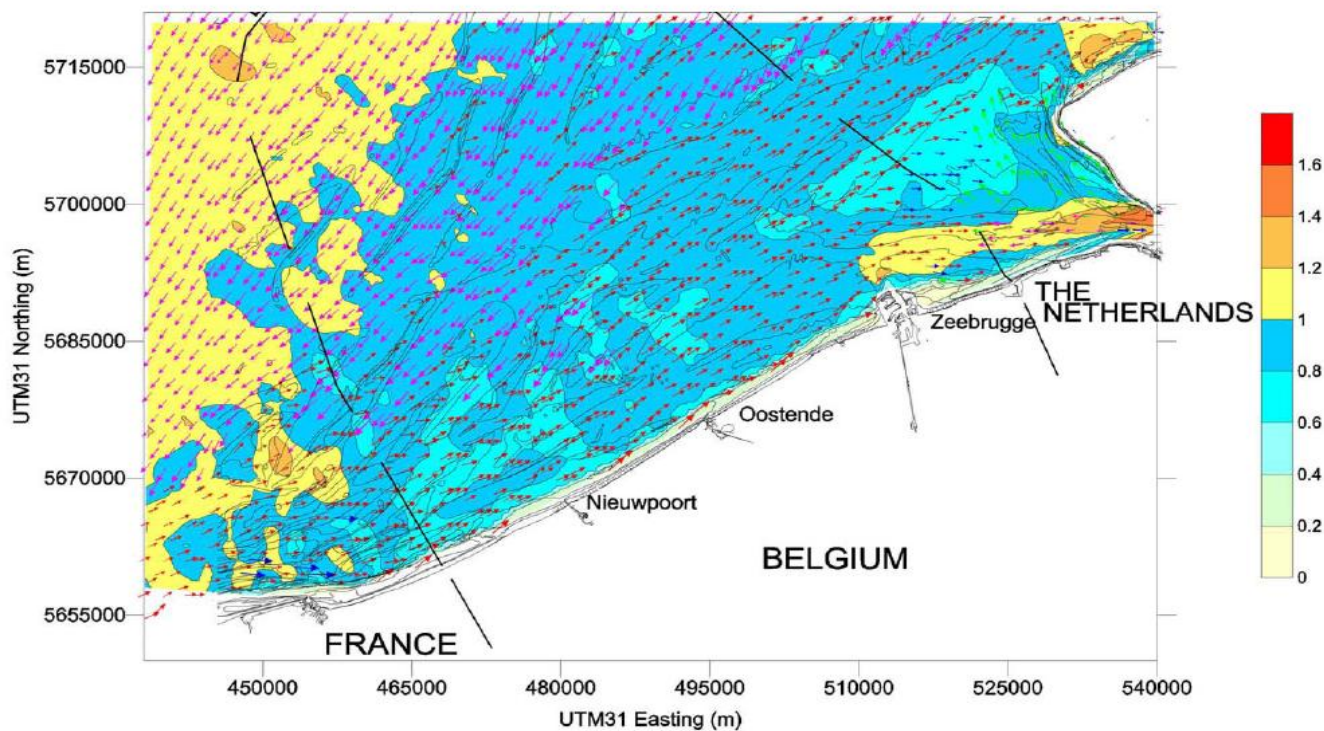 5715000
5700000
5685000
5670000
5655000
UTM31 Northing (m)
THE
NETHERLANDS
Zeebrugge
Oostende
Nieuwpoort
BELGIUM
FRANCE
450000
465000
480000
495000
510000
525000
540000
UTM31 Easting (m)
1.6
1.4
1.2
1
0.8
0.6
0.4
0.2
0